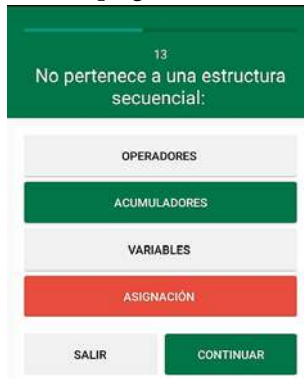 13
No pertenece a una estructura
secuencial:
OPERADORES
ACUMULADORES
VARIABLES
ASIGNACIÓN
SALIR
CONTINUAR